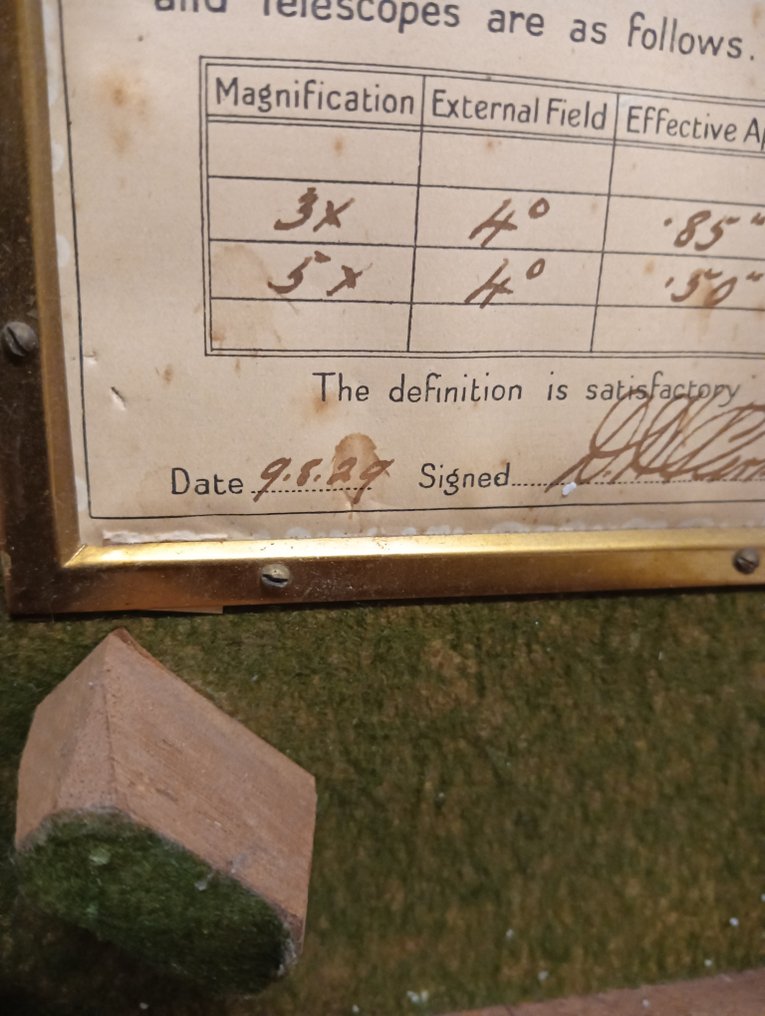 and Telescopes are as follows.
Magnification External Field Effective
3x 4° .85"
5x 4° .50"
The definition is satisfactory
Date 9.8.29 Signed